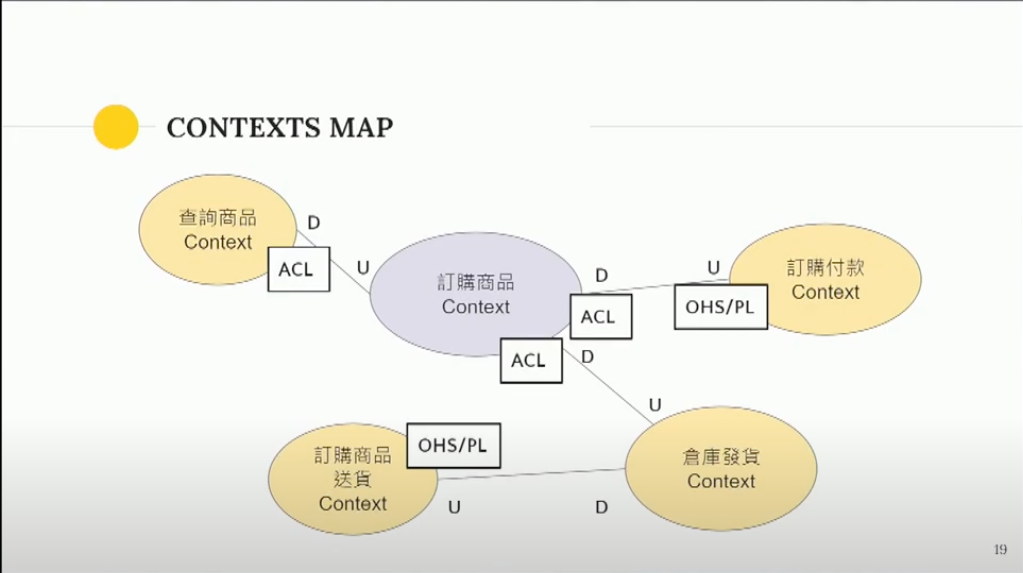 CONTEXTS MAP
查詢商品
Context
D
ACL
U
訂購商品
Context
D
ACL
U
OHS/PL
訂購付款
Context
ACL
D
U
訂購商品
送貨
Context
OHS/PL
U
D
倉庫發貨
Context
19